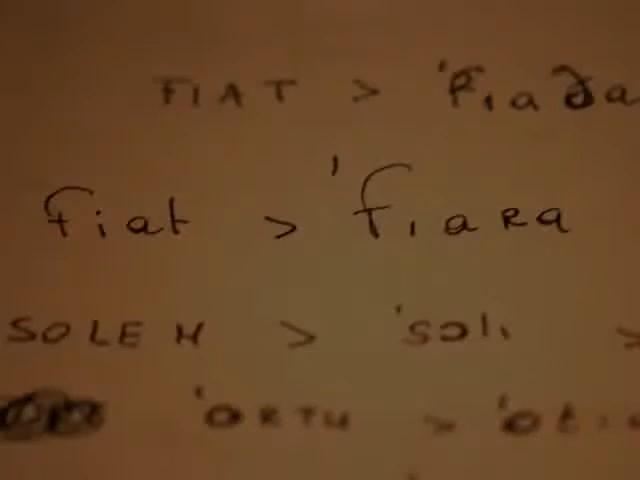 FIAT > 'Fiaða
Fiat > 'fiaRa
SOLEM > 'sɔli >
'ORTU >